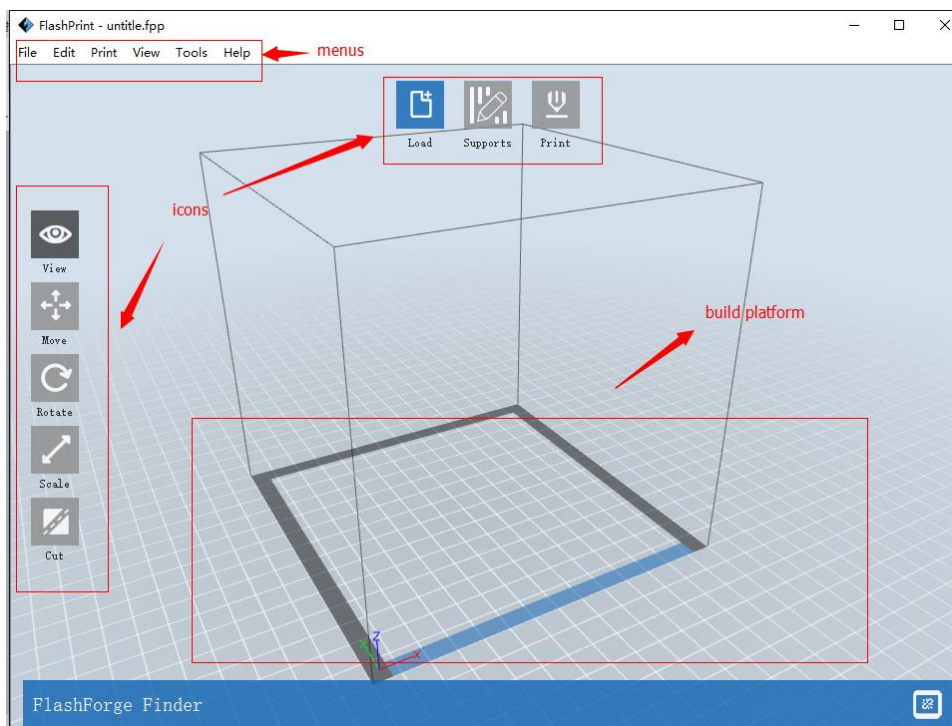 FlashPrint - untitle.fpp
File Edit Print View Tools Help
menus
Load Supports Print
icons
View
Move
build platform
Rotate
Scale
Cut
Z
Y
X
FlashForge Finder